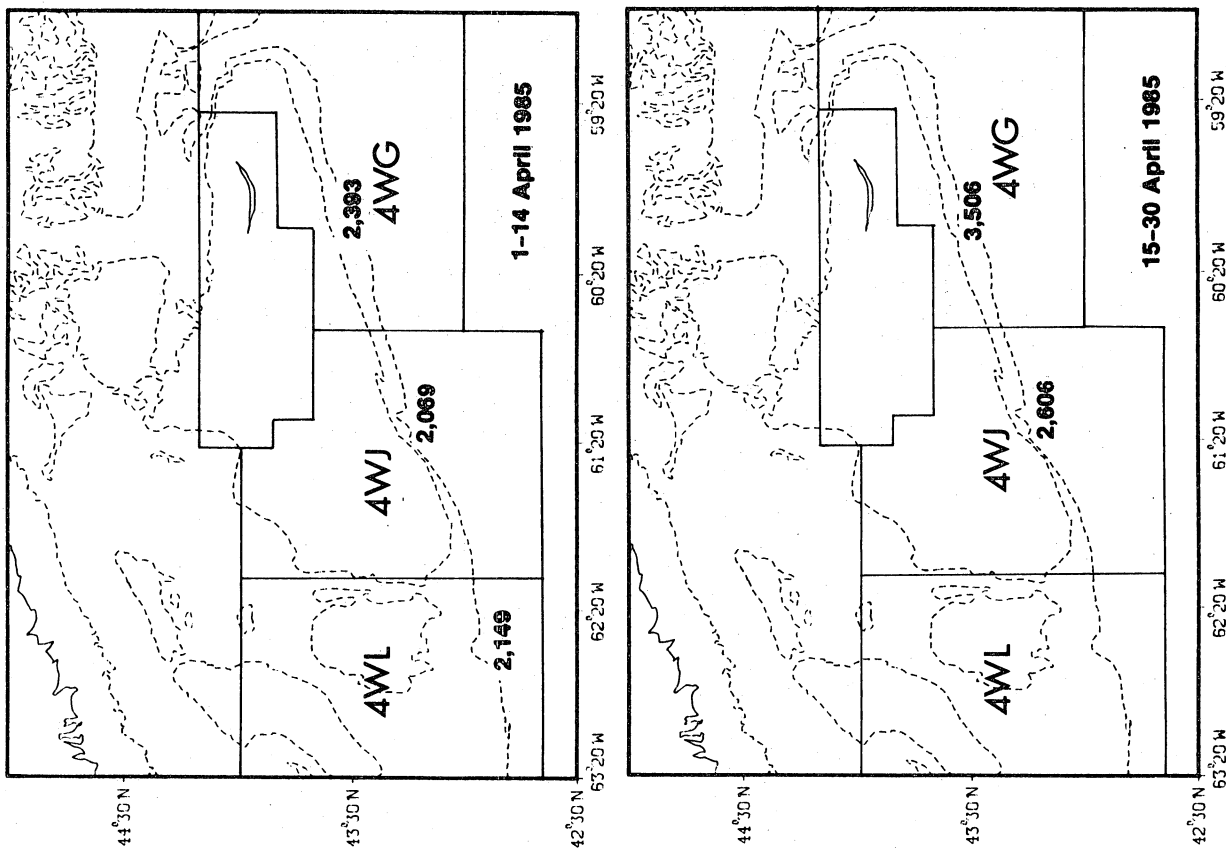 44°30 N
43°30 N
42°30 N
4WL
4WJ
4WG
2,149
2,069
2,393
1-14 April 1985
63°20 W
62°20 W
61°20 W
60°20 W
59°20 W
44°30 N
43°30 N
42°30 N
4WL
4WJ
4WG
2,606
3,506
15-30 April 1985
63°20 W
62°20 W
61°20 W
60°20 W
59°20 W